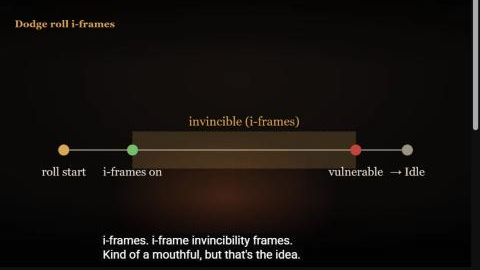 Dodge roll i-frames
invincible (i-frames)
roll start i-frames on vulnerable → Idle
i-frames. i-frame invincibility frames.
Kind of a mouthful, but that's the idea.